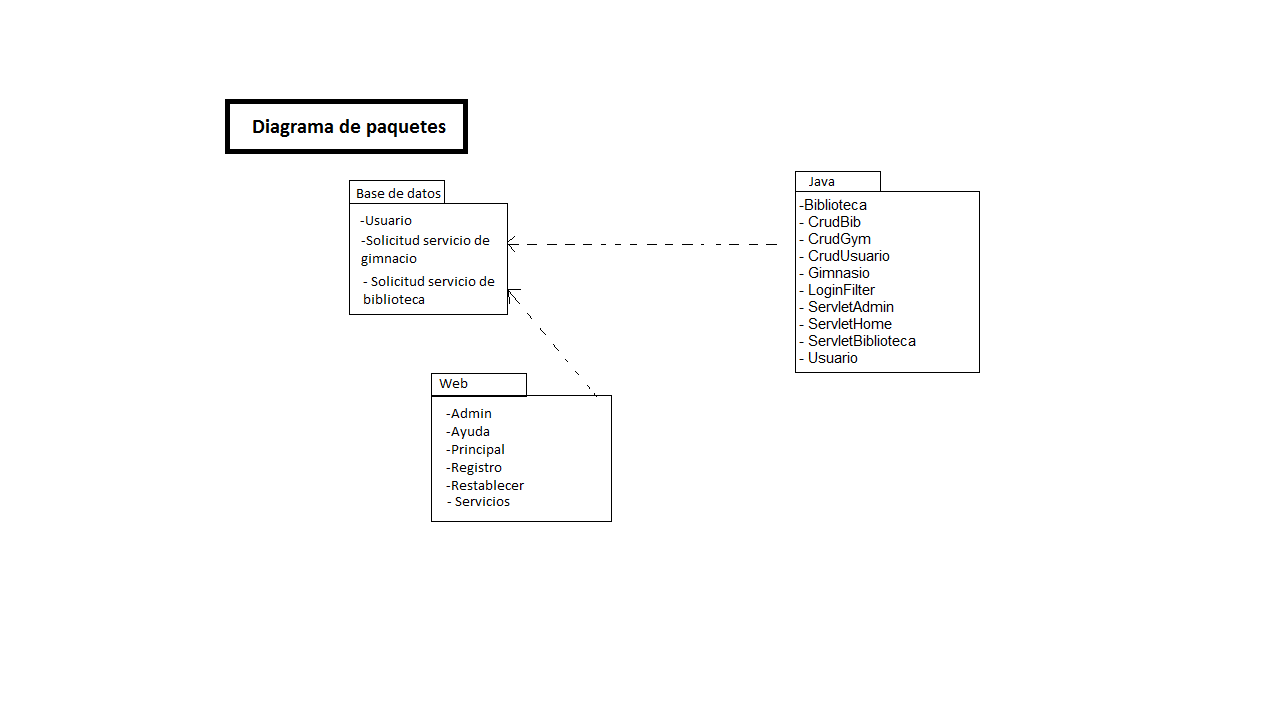 Diagrama de paquetes
Base de datos
-Usuario
-Solicitud servicio de
gimnacio
- Solicitud servicio de
biblioteca
Java
-Biblioteca
- CrudBib
- CrudGym
- CrudUsuario
- Gimnasio
- LoginFilter
- ServletAdmin
- ServletHome
- ServletBiblioteca
- Usuario
Web
-Admin
-Ayuda
-Principal
-Registro
-Restablecer
- Servicios